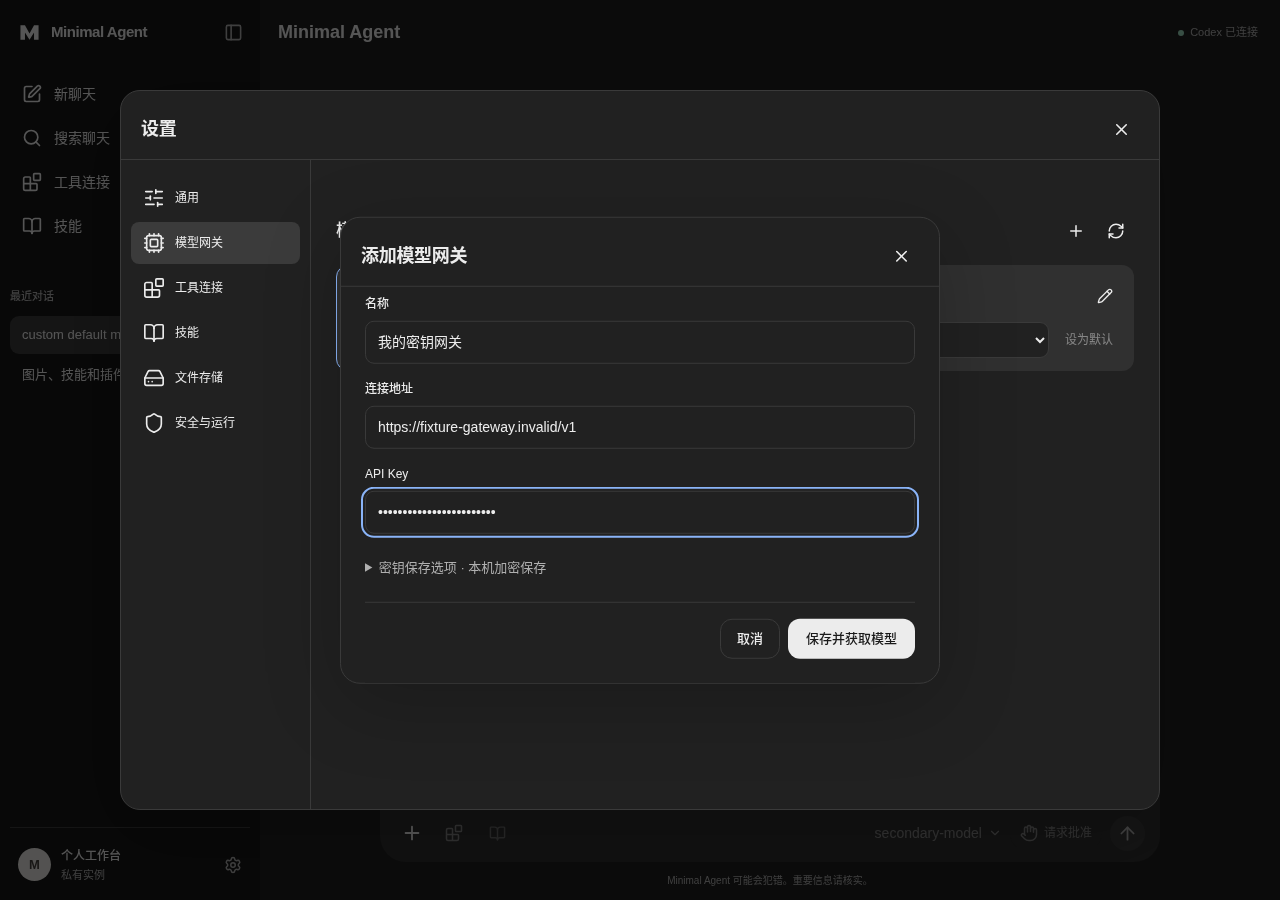 Minimal Agent
Minimal Agent
Codex 已连接
新聊天
搜索聊天
工具连接
技能
最近对话
custom default m
图片、技能和插件
设置
通用
模型网关
工具连接
技能
文件存储
安全与运行
设为默认
添加模型网关
名称
我的密钥网关
连接地址
https://fixture-gateway.invalid/v1
API Key
••••••••••••••••••••••••
密钥保存选项 · 本机加密保存
取消
保存并获取模型
secondary-model
请求批准
M
个人工作台
私有实例
Minimal Agent 可能会犯错。重要信息请核实。